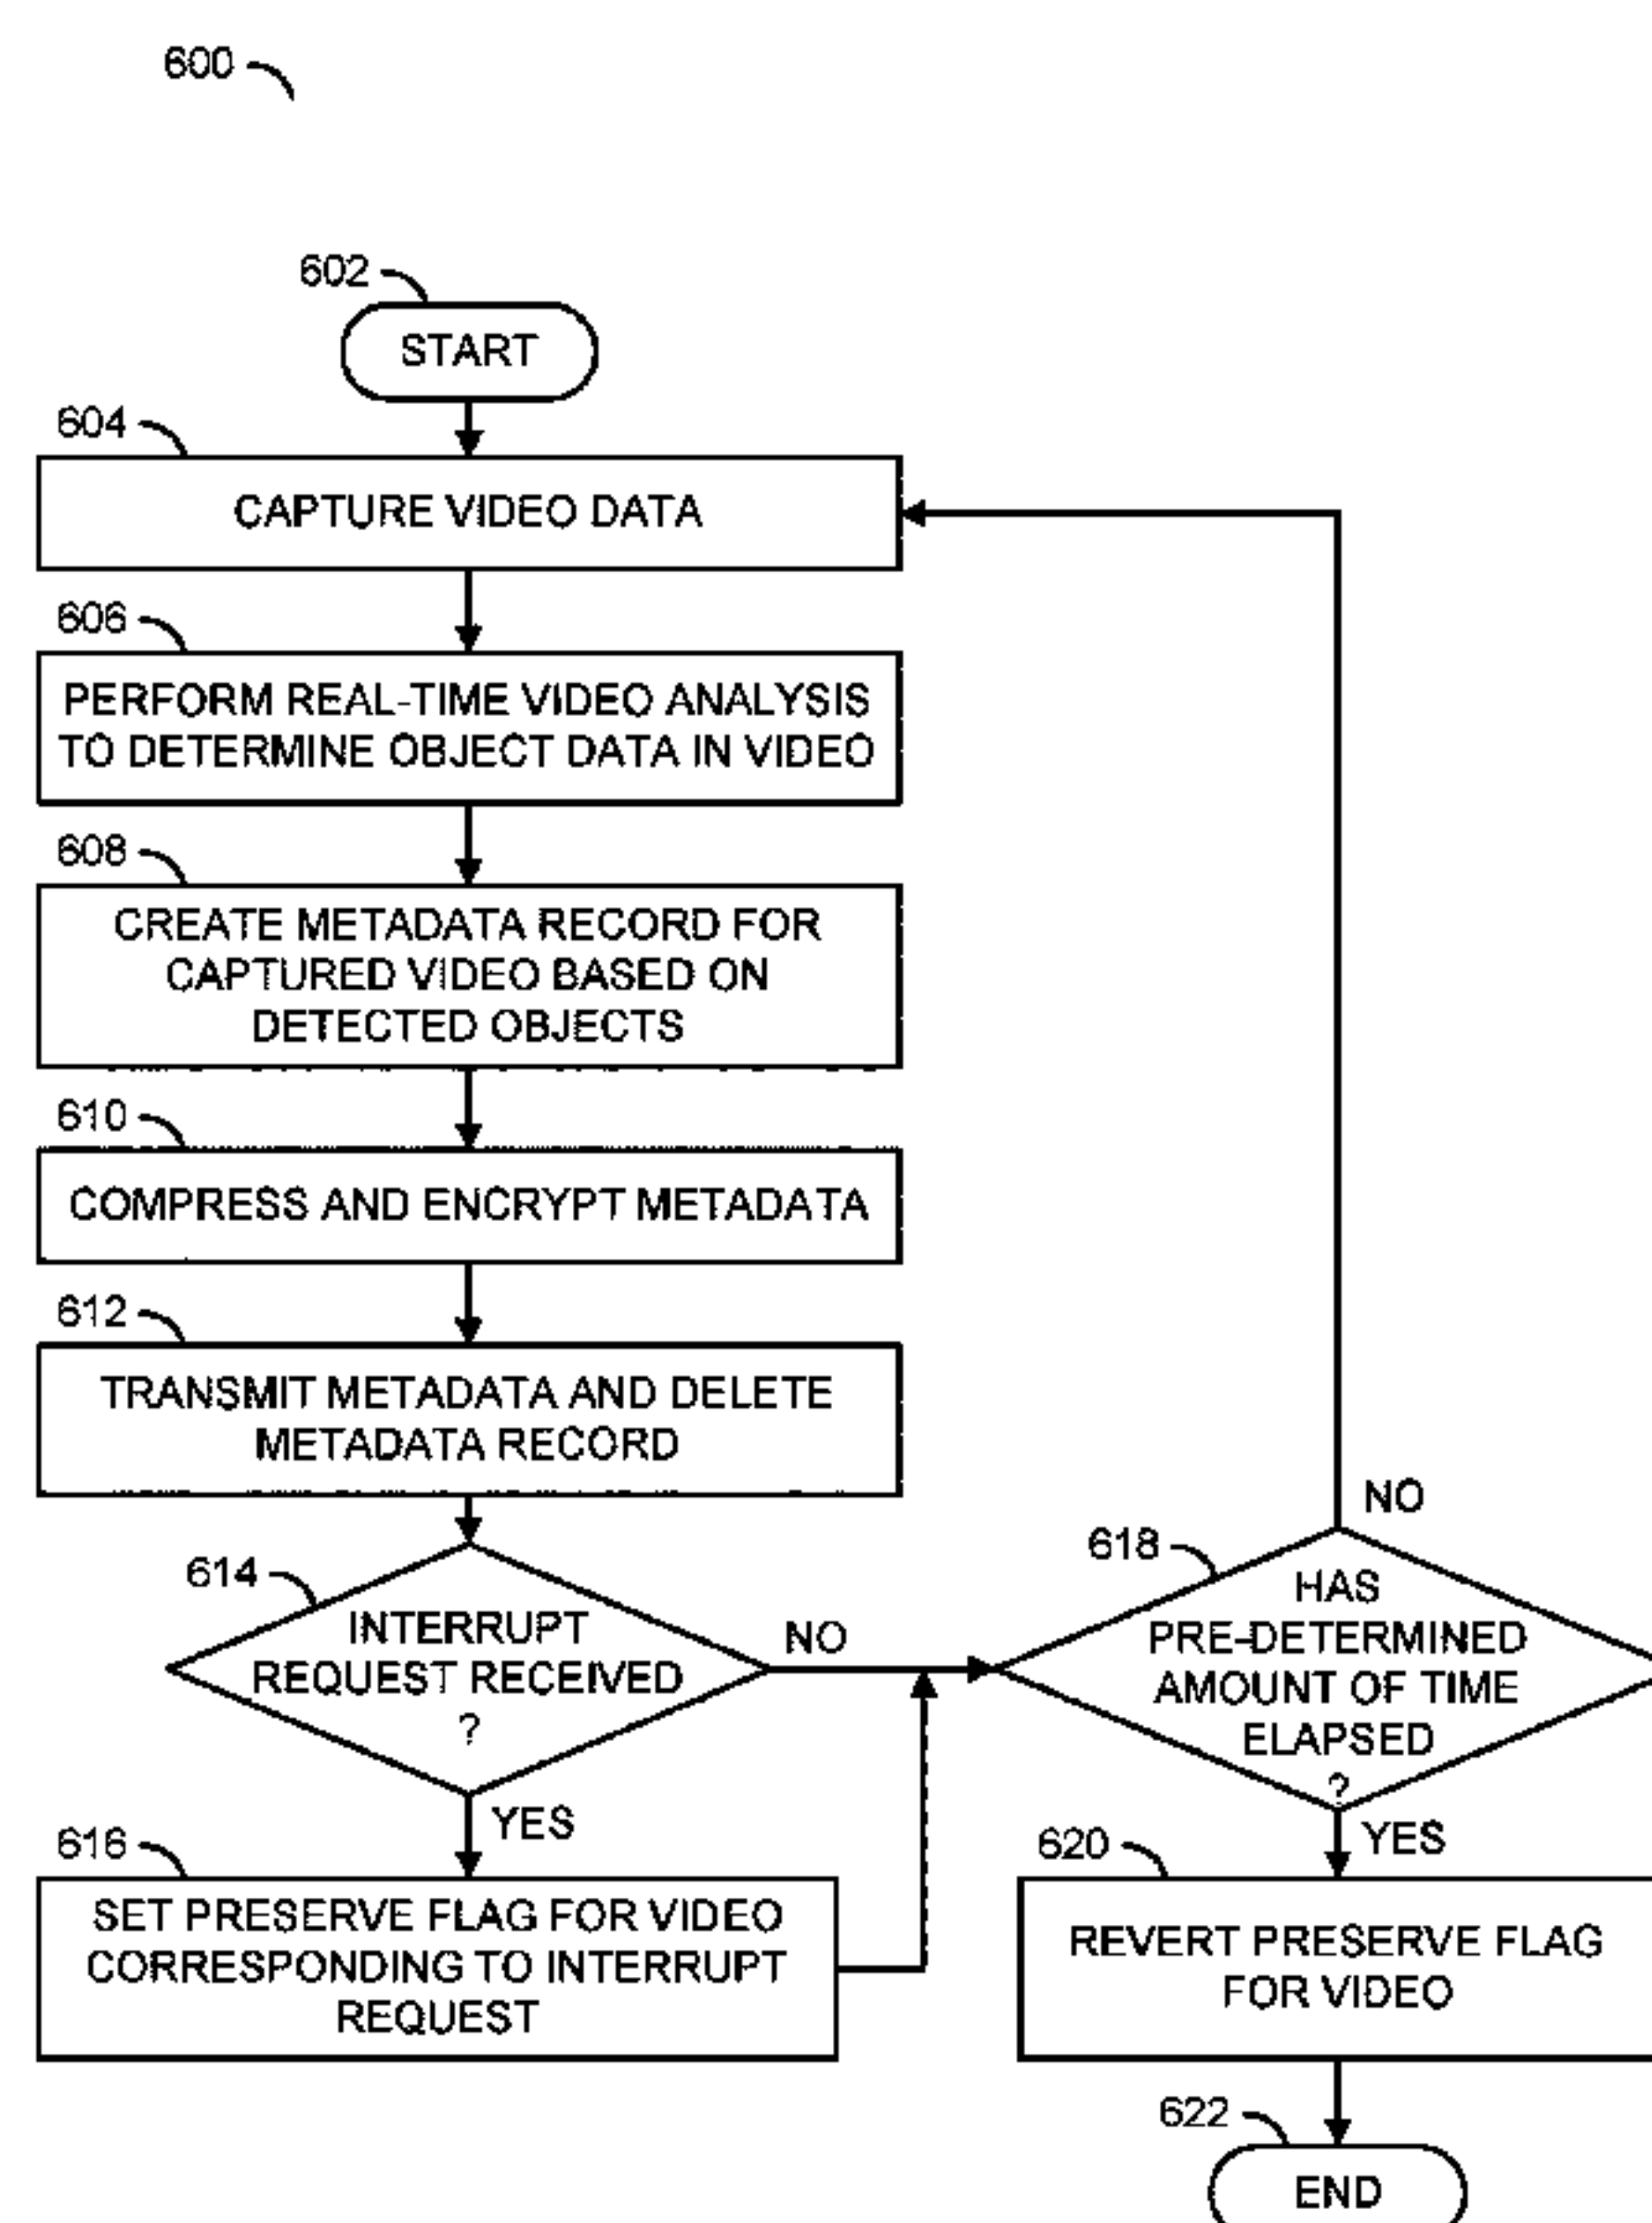 600
602
START
604
CAPTURE VIDEO DATA
606
PERFORM REAL-TIME VIDEO ANALYSIS
TO DETERMINE OBJECT DATA IN VIDEO
608
CREATE METADATA RECORD FOR
CAPTURED VIDEO BASED ON
DETECTED OBJECTS
610
COMPRESS AND ENCRYPT METADATA
612
TRANSMIT METADATA AND DELETE
METADATA RECORD
614
INTERRUPT
REQUEST RECEIVED
?
NO
YES
616
SET PRESERVE FLAG FOR VIDEO
CORRESPONDING TO INTERRUPT
REQUEST
618
NO
HAS
PRE-DETERMINED
AMOUNT OF TIME
ELAPSED
?
YES
620
REVERT PRESERVE FLAG
FOR VIDEO
622
END